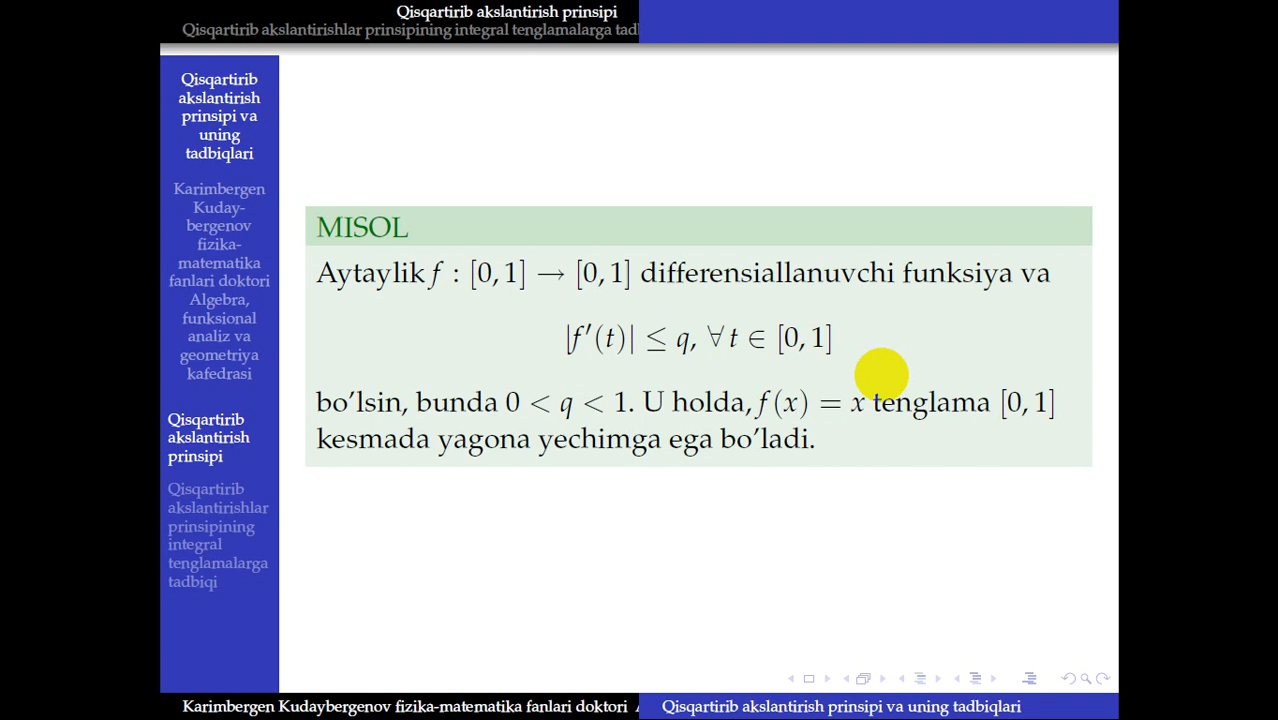 Qisqartirib akslantirish prinsipi
Qisqartirib akslantirishlar prinsipining integral tenglamalarga tad
Qisqartirib
akslantirish
prinsipi va
uning
tadbiqlari
Karimbergen
Kuday-
bergenov
fizika-
matematika
fanlari doktori
Algebra,
funksional
analiz va
geometriya
kafedrasi
Qisqartirib
akslantirish
prinsipi
Qisqartirib
akslantirishlar
prinsipining
integral
tenglamalarga
tadbiqi
MISOL
Aytaylik f : [0, 1] → [0, 1] differensiallanuvchi funksiya va
|f′(t)| ≤ q, ∀ t ∈ [0, 1]
bo'lsin, bunda 0 < q < 1. U holda, f(x) = x tenglama [0, 1]
kesmada yagona yechimga ega bo'ladi.
Karimbergen Kudaybergenov fizika-matematika fanlari doktori
Qisqartirib akslantirish prinsipi va uning tadbiqlari